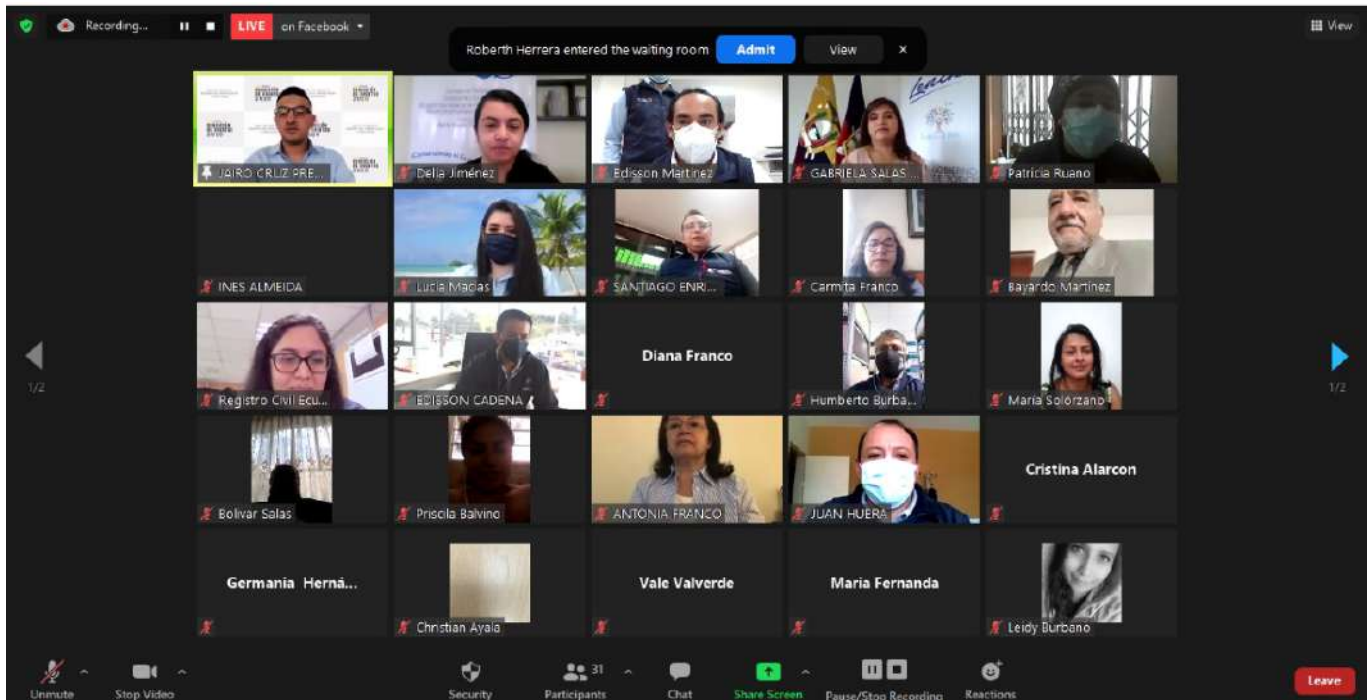 Recording...
LIVE on Facebook
View
Roberth Herrera entered the waiting room Admit View x
JAIRO CRUZ PRE...
Delia Jiménez
Edisson Martinez
GABRIELA SALAS ...
Patricia Ruano
INES ALMEIDA
Lucia Macias
SANTIAGO ENRI...
Carmita Franco
Bayardo Martinez
Registro Civil Ecu...
EDISSON CADENA
Diana Franco
Humberto Burba...
María Solórzano
Bolivar Salas
Priscila Balvino
ANTONIA FRANCO
JUAN HUERA
Cristina Alarcon
Germania Herná...
Christian Ayala
Vale Valverde
Maria Fernanda
Leidy Burbano
1/2
1/2
Unmute
Stop Video
Security
Participants 31
Chat
Share Screen
Pause/Stop Recording
Reactions
Leave